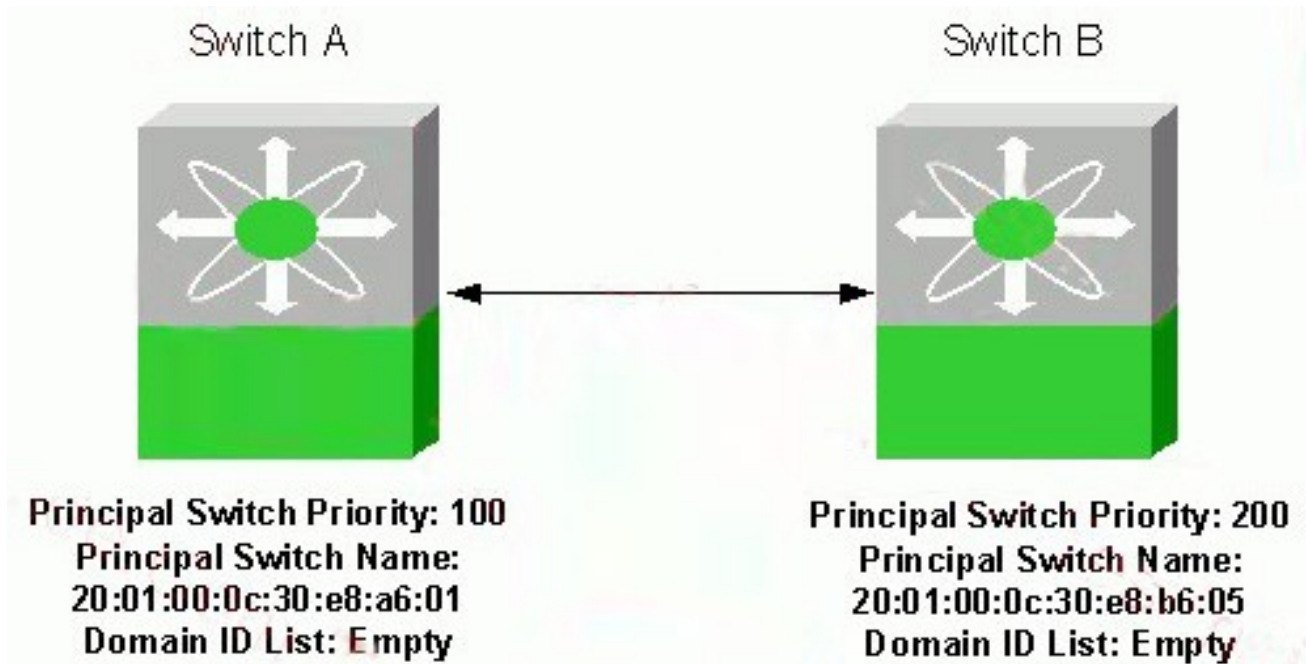 Switch A
Switch B
Principal Switch Priority: 100
Principal Switch Name:
20:01:00:0c:30:e8:a6:01
Domain ID List: Empty
Principal Switch Priority: 200
Principal Switch Name:
20:01:00:0c:30:e8:b6:05
Domain ID List: Empty